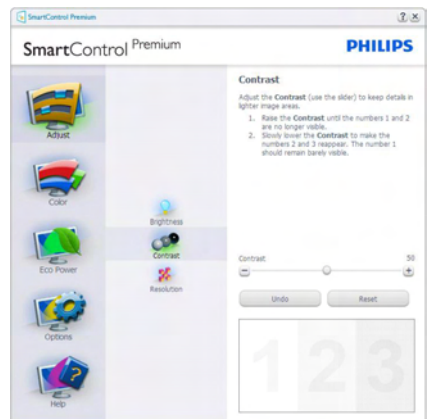 SmartControl Premium
SmartControl Premium
PHILIPS
Adjust
Color
Eco Power
Options
Help
Brightness
Contrast
Resolution
Contrast
Adjust the Contrast (use the slider) to keep details in
lighter image areas.
1. Raise the Contrast until the numbers 1 and 2
are no longer visible.
2. Slowly lower the Contrast to make the
numbers 2 and 3 reappear. The number 1
should remain barely visible.
Contrast
50
Undo
Reset
1 2 3